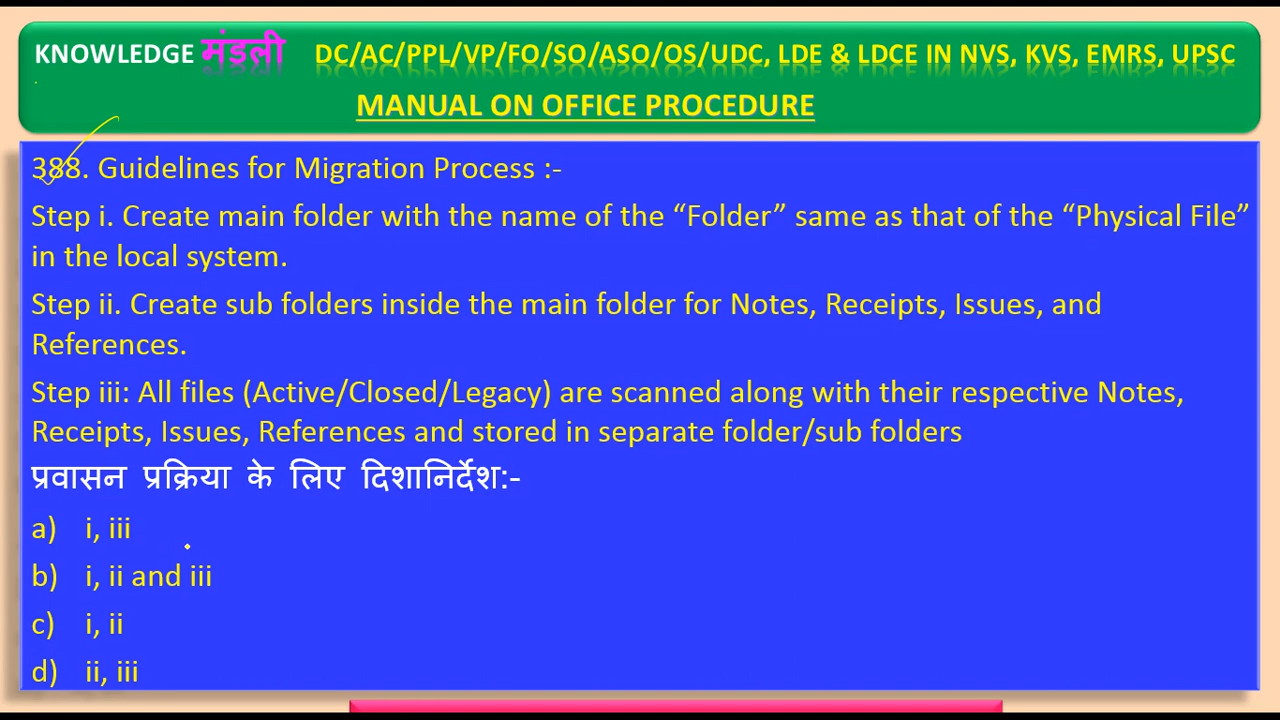 KNOWLEDGE मंडली DC/AC/PPL/VP/FO/SO/ASO/OS/UDC, LDE & LDCE IN NVS, KVS, EMRS, UPSC
MANUAL ON OFFICE PROCEDURE
388. Guidelines for Migration Process :-
Step i. Create main folder with the name of the “Folder” same as that of the “Physical File”
in the local system.
Step ii. Create sub folders inside the main folder for Notes, Receipts, Issues, and
References.
Step iii: All files (Active/Closed/Legacy) are scanned along with their respective Notes,
Receipts, Issues, References and stored in separate folder/sub folders
प्रवासन प्रक्रिया के लिए दिशानिर्देश:-
a) i, iii
b) i, ii and iii
c) i, ii
d) ii, iii